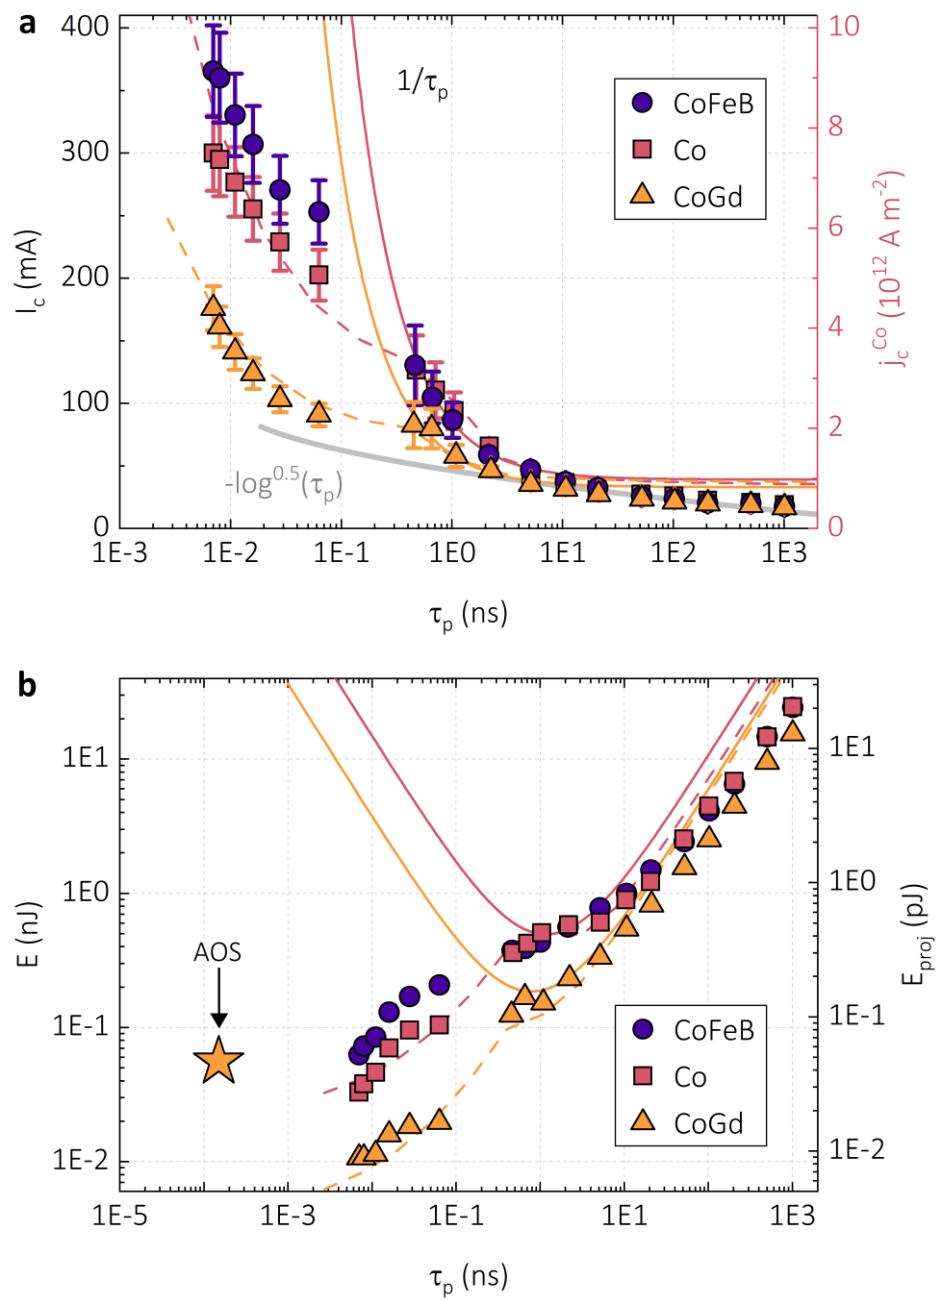 a
400
300
200
100
0
I_c (mA)
1/τ_p
CoFeB
Co
CoGd
-log^0.5(τ_p)
10
8
6
4
2
0
j_c^Co (10^12 A m^-2)
1E-3 1E-2 1E-1 1E0 1E1 1E2 1E3
τ_p (ns)
b
1E1
1E0
1E-1
1E-2
E (nJ)
AOS
CoFeB
Co
CoGd
1E1
1E0
1E-1
1E-2
E_proj (pJ)
1E-5 1E-3 1E-1 1E1 1E3
τ_p (ns)